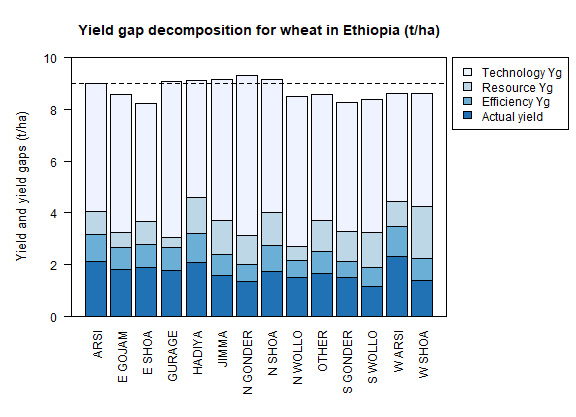 Yield gap decomposition for wheat in Ethiopia (t/ha)
Yield and yield gaps (t/ha)
10
8
6
4
2
0
Technology Yg
Resource Yg
Efficiency Yg
Actual yield
ARSI
E GOJAM
E SHOA
GURAGE
HADIYA
JIMMA
N GONDER
N SHOA
N WOLLO
OTHER
S GONDER
S WOLLO
W ARSI
W SHOA